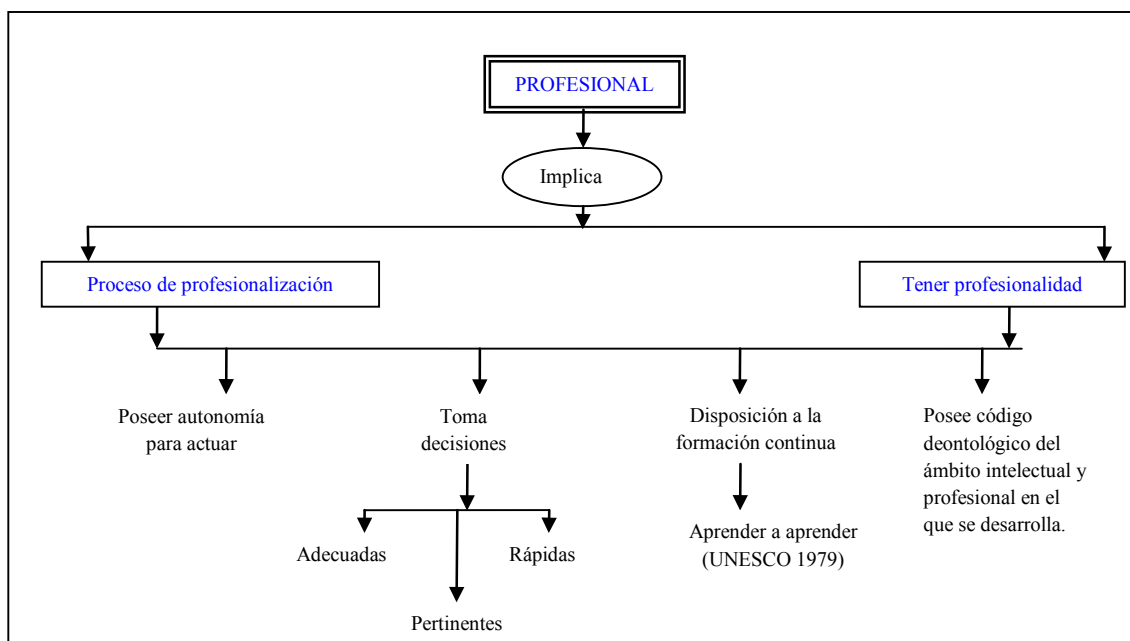 PROFESIONAL
Implica
Proceso de profesionalización
Tener profesionalidad
Poseer autonomía
para actuar
Toma
decisiones
Disposición a la
formación continua
Posee código
deontológico del
ámbito intelectual y
profesional en el
que se desarrolla.
Adecuadas
Rápidas
Pertinentes
Aprender a aprender
(UNESCO 1979)